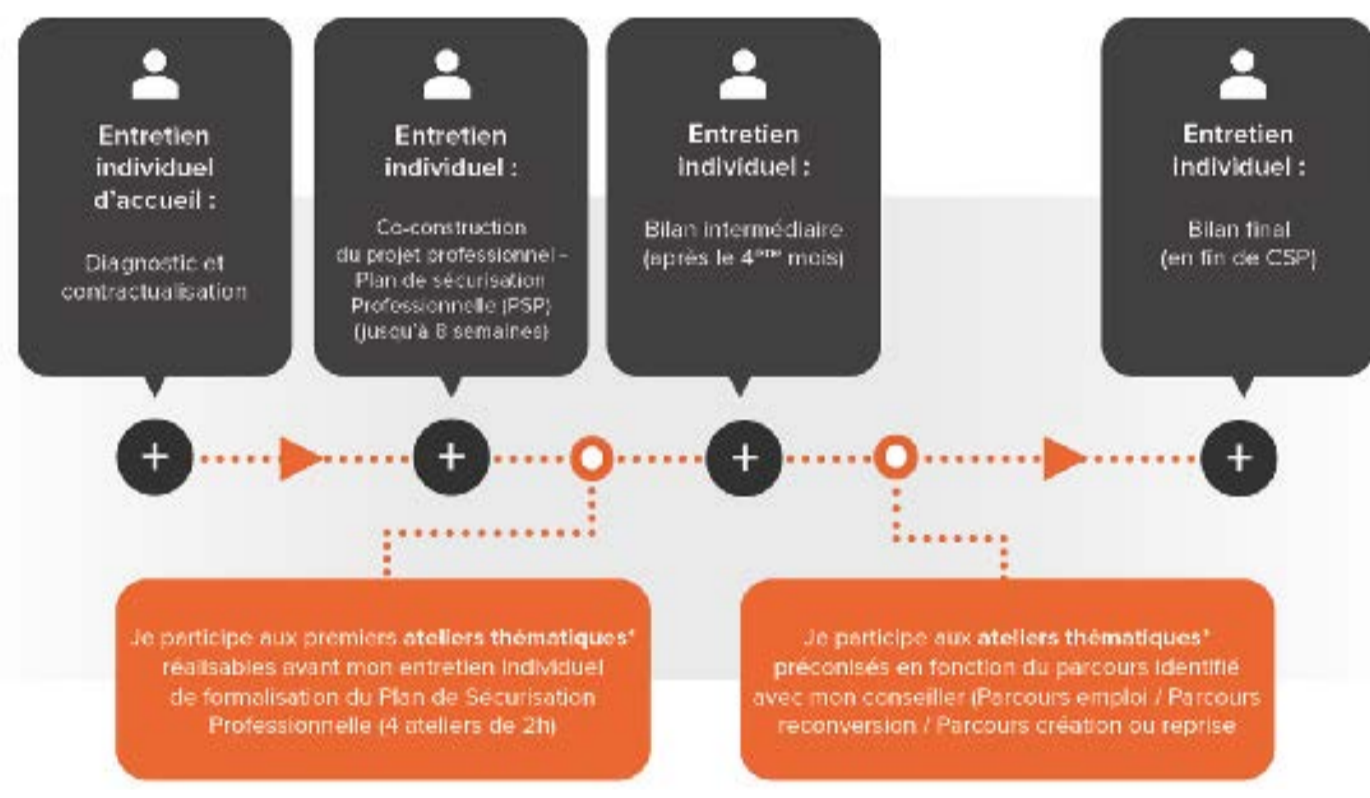 Entretien
individuel
d'accueil :
Diagnostic et
contractualisation
Entretien
individuel :
Co-construction
du projet professionnel –
Plan de sécurisation
Professionnelle (PSP)
(jusqu'à 8 semaines)
Entretien
individuel :
Bilan intermédiaire
(après le 4ème mois)
Entretien
individuel :
Bilan final
(en fin de CSP)
Je participe aux premiers ateliers thématiques*
réalisables avant mon entretien individuel
de formalisation du Plan de Sécurisation
Professionnelle (4 ateliers de 2h)
Je participe aux ateliers thématiques*
préconisés en fonction du parcours identifié
avec mon conseiller (Parcours emploi / Parcours
reconversion / Parcours création ou reprise